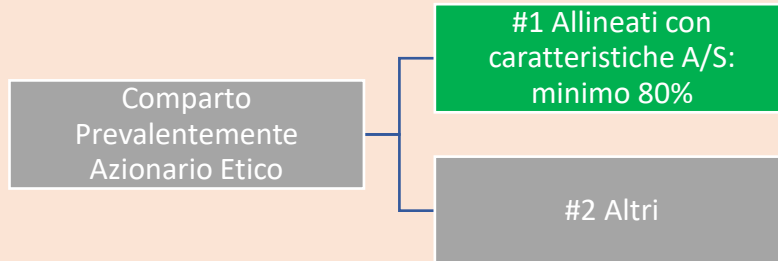 #1 Allineati con
caratteristiche A/S:
minimo 80%
Comparto
Prevalentemente
Azionario Etico
#2 Altri